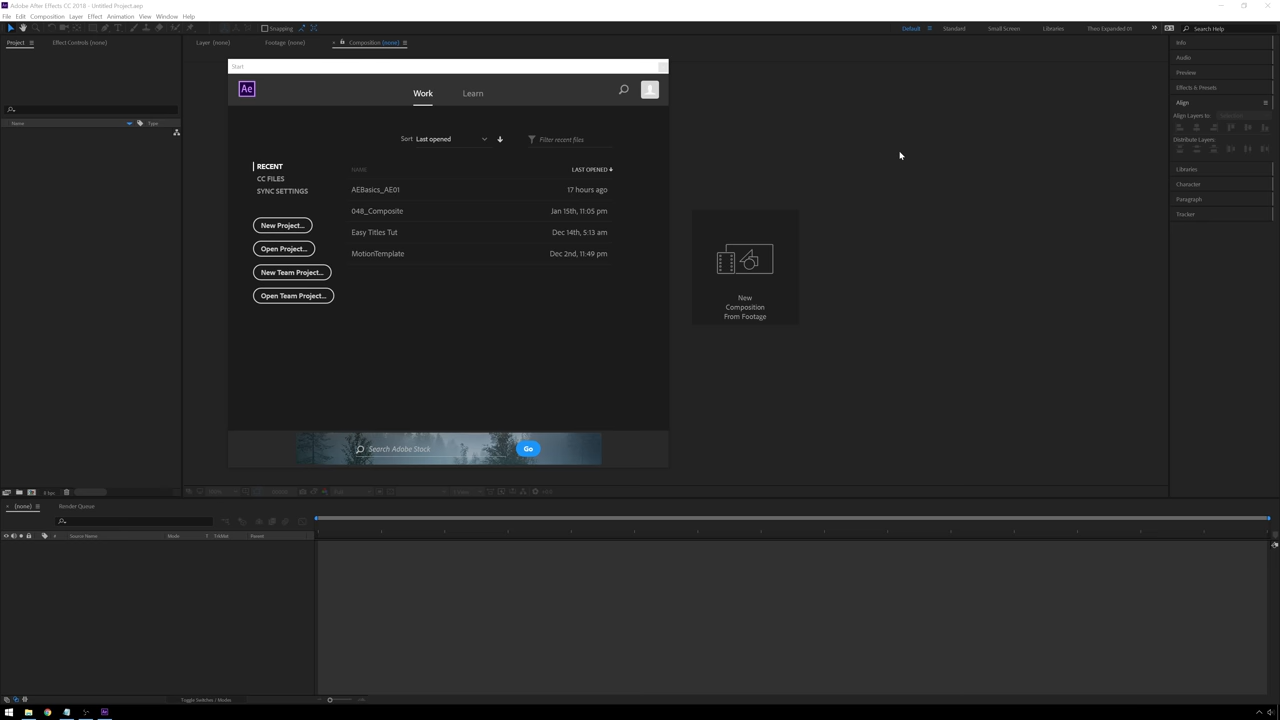 Adobe After Effects CC 2018 - Untitled Project.aep
File Edit Composition Layer Effect Animation View Window Help
Snapping
Default Standard Small Screen Libraries
Search Help
Project Effect Controls (none)
Layer (none) Footage (none) Composition (none)
Info
Audio
Preview
Effects & Presets
Align
Align Layers to:
Distribute Layers:
Libraries
Character
Paragraph
Tracker
Name Type
Start
Ae Work Learn
Sort Last opened Filter recent files
RECENT
CC FILES
SYNC SETTINGS
New Project...
Open Project...
New Team Project...
Open Team Project...
NAME LAST OPENED
AEBasics_AE01 17 hours ago
048_Composite Jan 15th, 11:05 pm
Easy Titles Tut Dec 14th, 5:13 am
MotionTemplate Dec 2nd, 11:49 pm
Search Adobe Stock Go
New
Composition
From Footage
8 bpc
(none) Render Queue
# Source Name Mode T TrkMat Parent
Toggle Switches / Modes